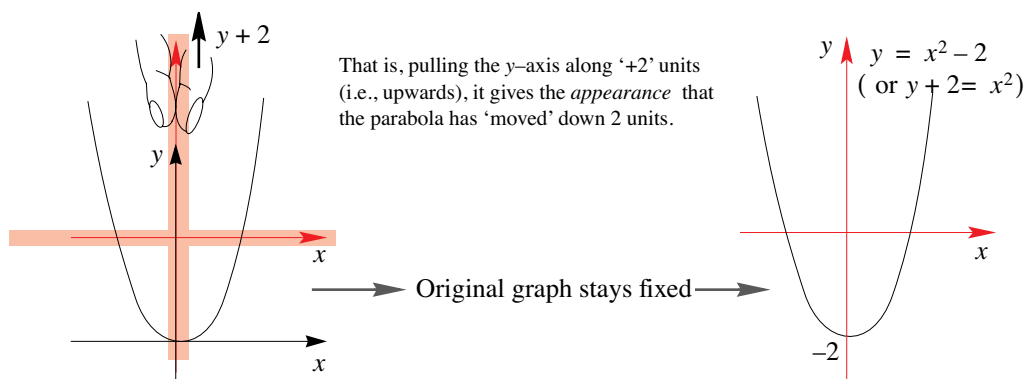 y + 2
y
x
x
That is, pulling the y–axis along ‘+2’ units
(i.e., upwards), it gives the appearance that
the parabola has ‘moved’ down 2 units.
Original graph stays fixed
y
y = x² – 2
( or y + 2= x²)
x
–2